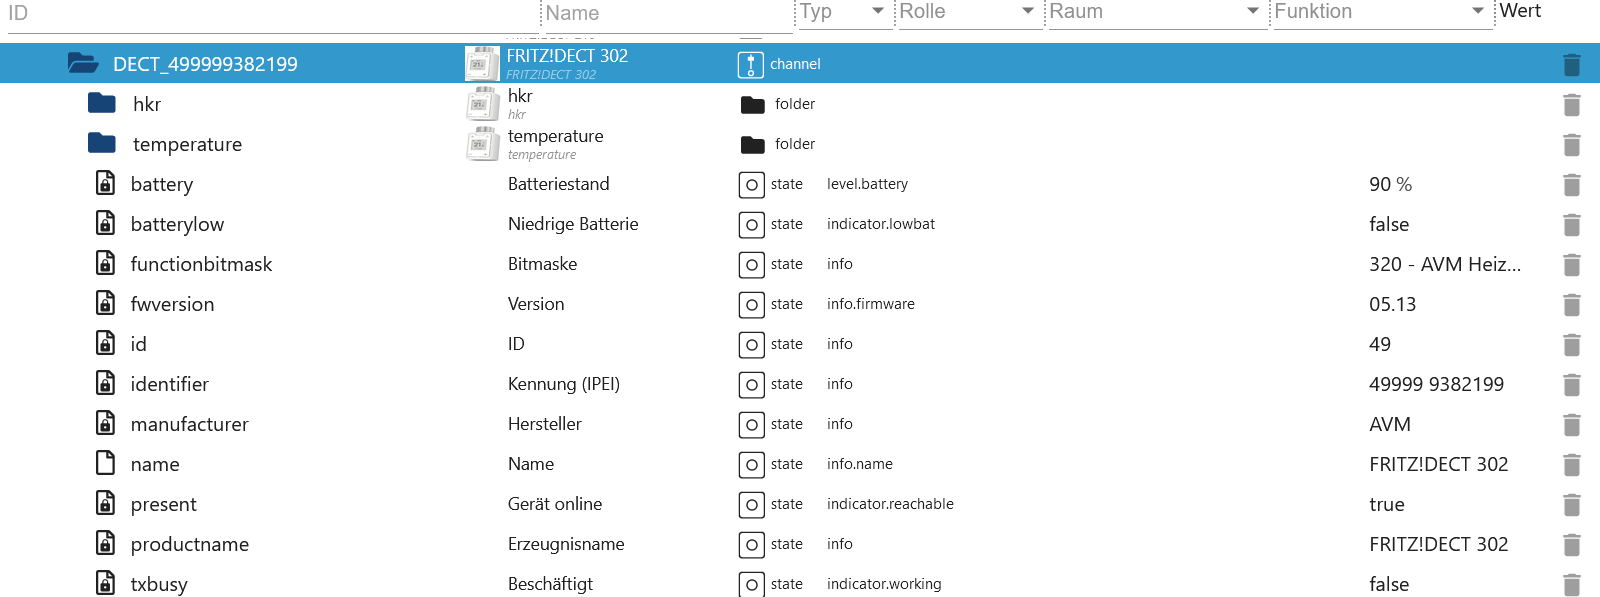 ID Name Typ Rolle Raum Funktion Wert
DECT_499999382199 FRITZ!DECT 302 channel
FRITZ!DECT 302
hkr hkr folder
hkr
temperature temperature folder
temperature
battery Batteriestand state level.battery 90 %
batterylow Niedrige Batterie state indicator.lowbat false
functionbitmask Bitmaske state info 320 - AVM Heiz...
fwversion Version state info.firmware 05.13
id ID state info 49
identifier Kennung (IPEI) state info 49999 9382199
manufacturer Hersteller state info AVM
name Name state info.name FRITZ!DECT 302
present Gerät online state indicator.reachable true
productname Erzeugnisname state info FRITZ!DECT 302
txbusy Beschäftigt state indicator.working false